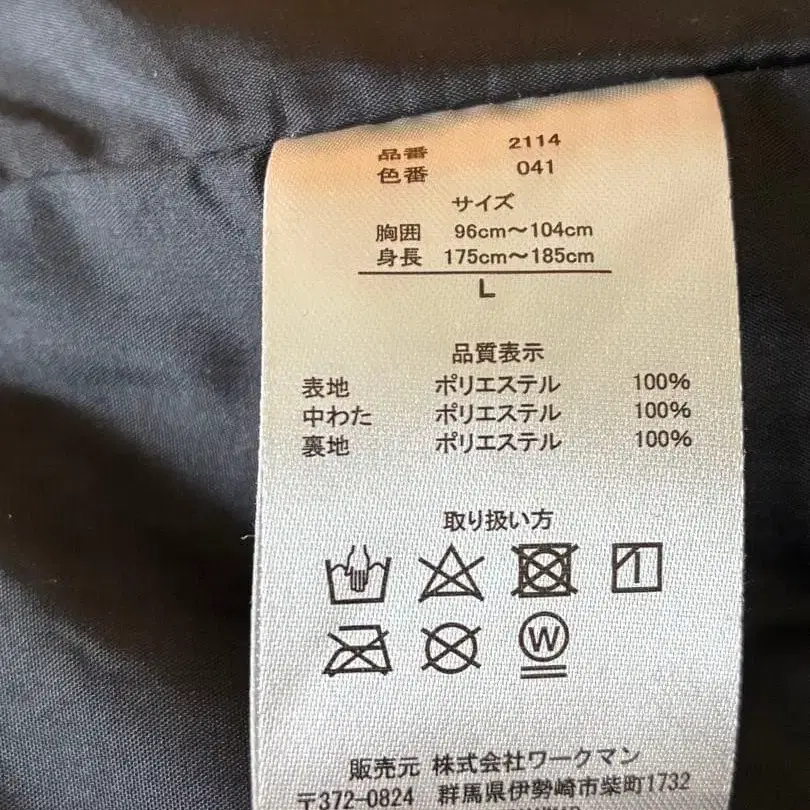 品番 2114
色番 041
サイズ
胸囲 96cm～104cm
身長 175cm～185cm
L
品質表示
表地 ポリエステル 100%
中わた ポリエステル 100%
裏地 ポリエステル 100%
取り扱い方
W
販売元 株式会社ワークマン
〒372-0824 群馬県伊勢崎市柴町1732